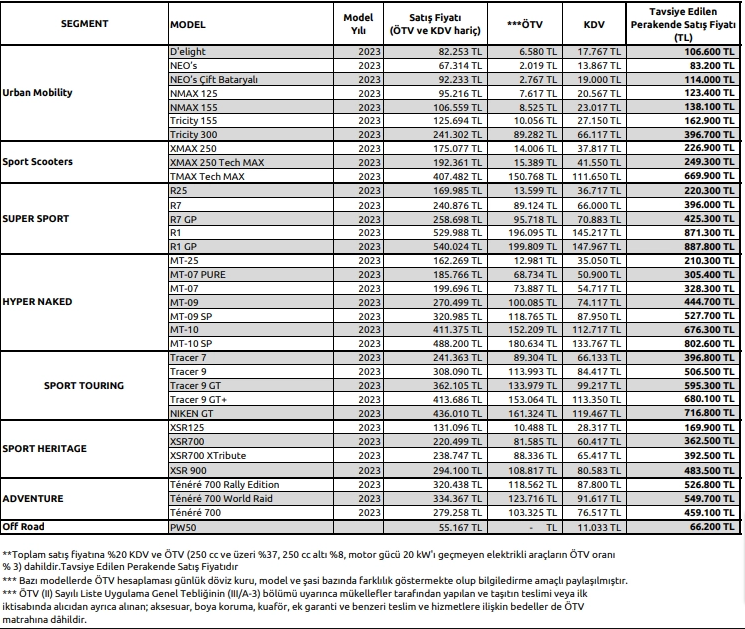 SEGMENT MODEL Model Yılı Satış Fiyatı (ÖTV ve KDV hariç) ***ÖTV KDV Tavsiye Edilen Perakende Satış Fiyatı (TL)
Urban Mobility
D'elight 2023 82.253 TL 6.580 TL 17.767 TL 106.600 TL
NEO's 2023 67.314 TL 2.019 TL 13.867 TL 83.200 TL
NEO's Çift Bataryalı 2023 92.233 TL 2.767 TL 19.000 TL 114.000 TL
NMAX 125 2023 95.216 TL 7.617 TL 20.567 TL 123.400 TL
NMAX 155 2023 106.559 TL 8.525 TL 23.017 TL 138.100 TL
Tricity 155 2023 125.694 TL 10.056 TL 27.150 TL 162.900 TL
Tricity 300 2023 241.302 TL 89.282 TL 66.117 TL 396.700 TL
Sport Scooters
XMAX 250 2023 175.077 TL 14.006 TL 37.817 TL 226.900 TL
XMAX 250 Tech MAX 2023 192.361 TL 15.389 TL 41.550 TL 249.300 TL
TMAX Tech MAX 2023 407.482 TL 150.768 TL 111.650 TL 669.900 TL
SUPER SPORT
R25 2023 169.985 TL 13.599 TL 36.717 TL 220.300 TL
R7 2023 240.876 TL 89.124 TL 66.000 TL 396.000 TL
R7 GP 2023 258.698 TL 95.718 TL 70.883 TL 425.300 TL
R1 2023 529.988 TL 196.095 TL 145.217 TL 871.300 TL
R1 GP 2023 540.024 TL 199.809 TL 147.967 TL 887.800 TL
HYPER NAKED
MT-25 2023 162.269 TL 12.981 TL 35.050 TL 210.300 TL
MT-07 PURE 2023 185.766 TL 68.734 TL 50.900 TL 305.400 TL
MT-07 2023 199.696 TL 73.887 TL 54.717 TL 328.300 TL
MT-09 2023 270.499 TL 100.085 TL 74.117 TL 444.700 TL
MT-09 SP 2023 320.985 TL 118.765 TL 87.950 TL 527.700 TL
MT-10 2023 411.375 TL 152.209 TL 112.717 TL 676.300 TL
MT-10 SP 2023 488.200 TL 180.634 TL 133.767 TL 802.600 TL
SPORT TOURING
Tracer 7 2023 241.363 TL 89.304 TL 66.133 TL 396.800 TL
Tracer 9 2023 308.090 TL 113.993 TL 84.417 TL 506.500 TL
Tracer 9 GT 2023 362.105 TL 133.979 TL 99.217 TL 595.300 TL
Tracer 9 GT+ 2023 413.686 TL 153.064 TL 113.350 TL 680.100 TL
NIKEN GT 2023 436.010 TL 161.324 TL 119.467 TL 716.800 TL
SPORT HERITAGE
XSR125 2023 131.096 TL 10.488 TL 28.317 TL 169.900 TL
XSR700 2023 220.499 TL 81.585 TL 60.417 TL 362.500 TL
XSR700 XTribute 2023 238.747 TL 88.336 TL 65.417 TL 392.500 TL
XSR 900 2023 294.100 TL 108.817 TL 80.583 TL 483.500 TL
ADVENTURE
Ténéré 700 Rally Edition 2023 320.438 TL 118.562 TL 87.800 TL 526.800 TL
Ténéré 700 World Raid 2023 334.367 TL 123.716 TL 91.617 TL 549.700 TL
Ténéré 700 2023 279.258 TL 103.325 TL 76.517 TL 459.100 TL
Off Road PW50 55.167 TL - TL 11.033 TL 66.200 TL
**Toplam satış fiyatına %20 KDV ve ÖTV (250 cc ve üzeri %37, 250 cc altı %8, motor gücü 20 kW'ı geçmeyen elektrikli araçların ÖTV oranı
% 3) dahildir.Tavsiye Edilen Perakende Satış Fiyatıdır
*** Bazı modellerde ÖTV hesaplaması günlük döviz kuru, model ve şasi bazında farklılık göstermekte olup bilgilediirme amaçlı paylaşılmıştır.
*** ÖTV (II) Sayılı Liste Uygulama Genel Tebliğinin (III/A-3) bölümü uyarınca mükellefler tarafından yapılan ve taşıtın teslimi veya ilk
iktisabında alıcıdan ayrıca alınan; aksesuar, boya koruma, kuaför, ek garanti ve benzeri teslim ve hizmetlere ilişkin bedeller de ÖTV
matrahına dâhildir.